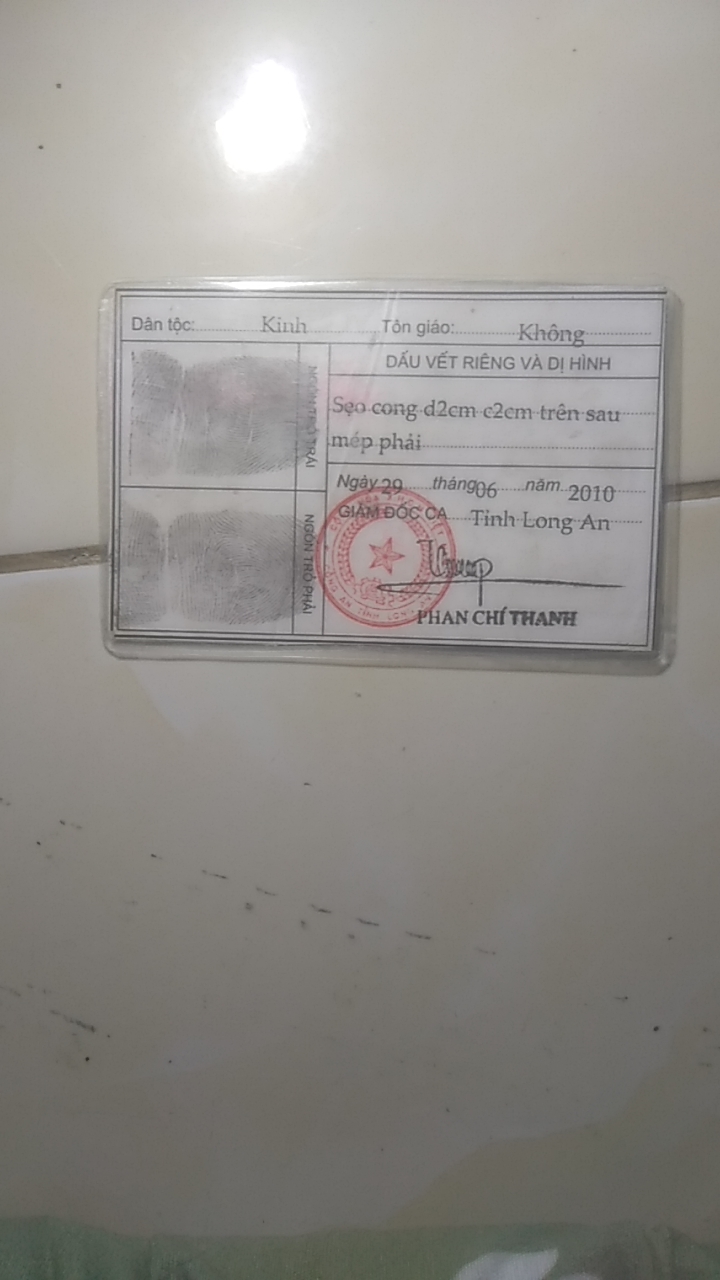 Dân tộc: Kinh Tôn giáo: Không
NGÓN TRỎ TRÁI
DẤU VẾT RIÊNG VÀ DỊ HÌNH
Sẹo cong d2cm c2cm trên sau
mép phải
NGÓN TRỎ PHẢI
Ngày 29 tháng 06 năm 2010
GIÁM ĐỐC CA Tỉnh Long An
PHAN CHÍ THANH